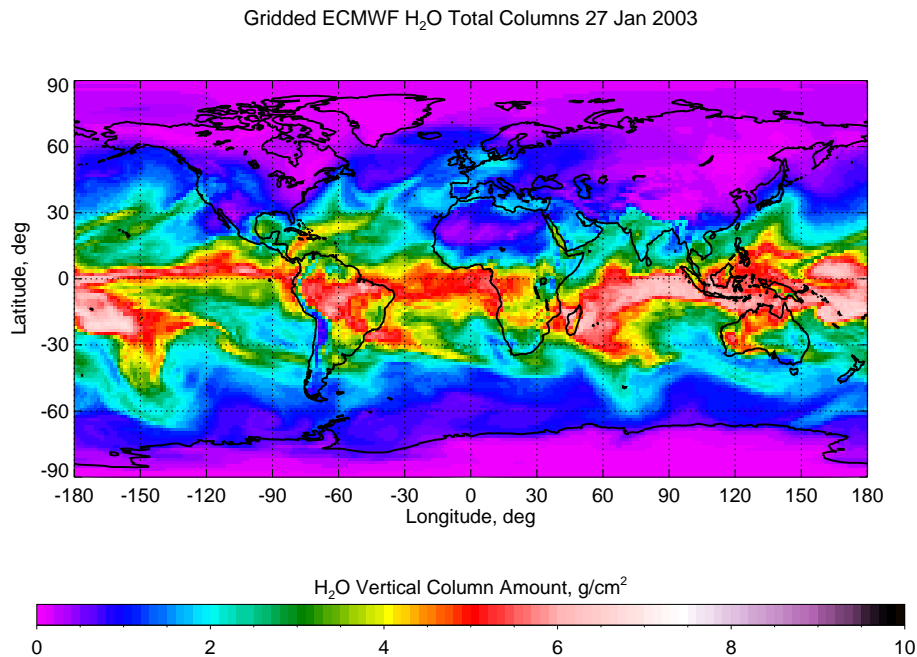 Gridded ECMWF H₂O Total Columns 27 Jan 2003
90
60
30
0
-30
-60
-90
Latitude, deg
-180 -150 -120 -90 -60 -30 0 30 60 90 120 150 180
Longitude, deg
H₂O Vertical Column Amount, g/cm²
0 2 4 6 8 10